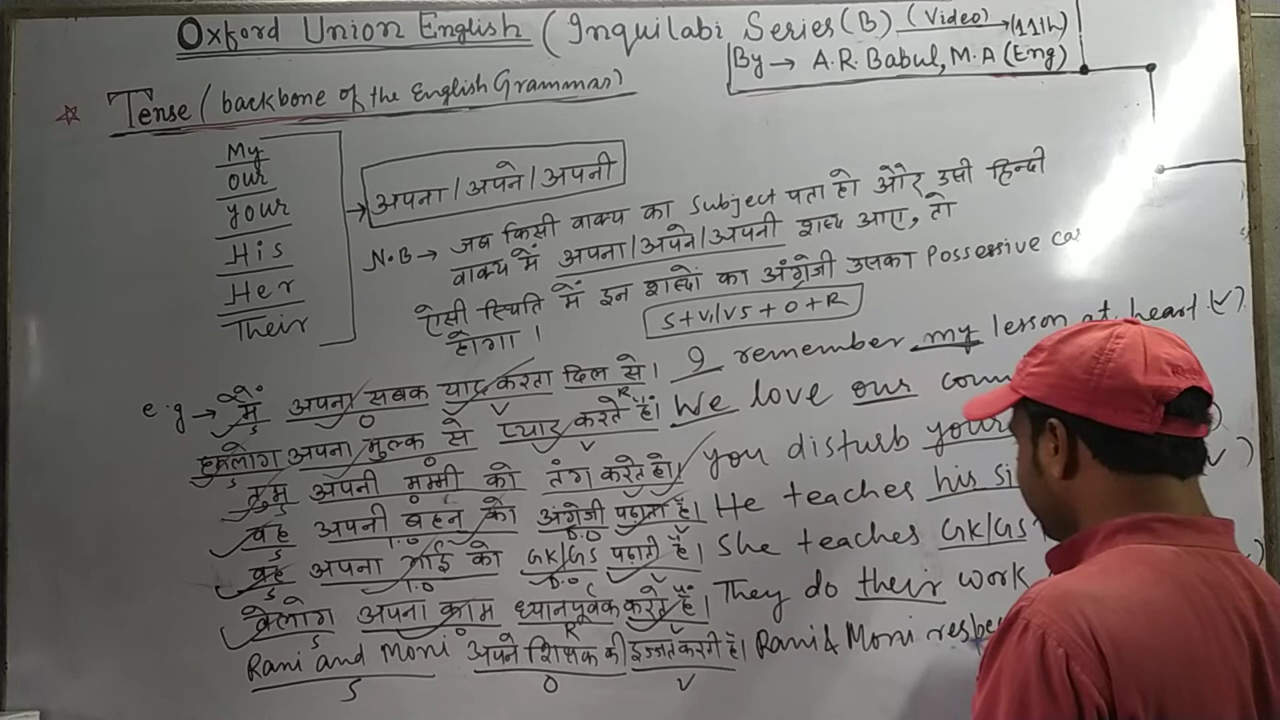 Oxford Union English (Inquilabi Series (B) (Video) → (11th)
By → A.R. Babul, M.A (Eng)
Tense (backbone of the English Grammar)
My
our
your
His
Her
Their
→ अपना/अपने/अपनी
N.B → जब किसी वाक्य का Subject पता हो और उसी हिन्दी
वाक्य में अपना/अपने/अपनी शब्द आए, तो
ऐसी स्थिति में इन शब्दों का अंग्रेजी उसका Possessive ca
होगा।
S+V1/V5+O+R
e.g → मैं अपना सबक याद करता दिल से। I remember my lesson at heart. (✓)
S O V R
हमलोग अपना मुल्क से प्यार करते हैं। We love our coun
S O V
तुम अपनी मम्मी को तंग करते हो। you disturb your
S O V
वह अपनी बहन को अंग्रेजी पढ़ाता है। He teaches his si
S I.O D.O V
वह अपना भाई को GK/GS पढ़ाती है। She teaches GK/GS
S I.O D.O V
वेलोग अपना काम ध्यानपूर्वक करते हैं। They do their work
S O R V
Rani and Moni अपने शिक्षक की इज्जत करती हैं। Rani & Moni respe
S O V